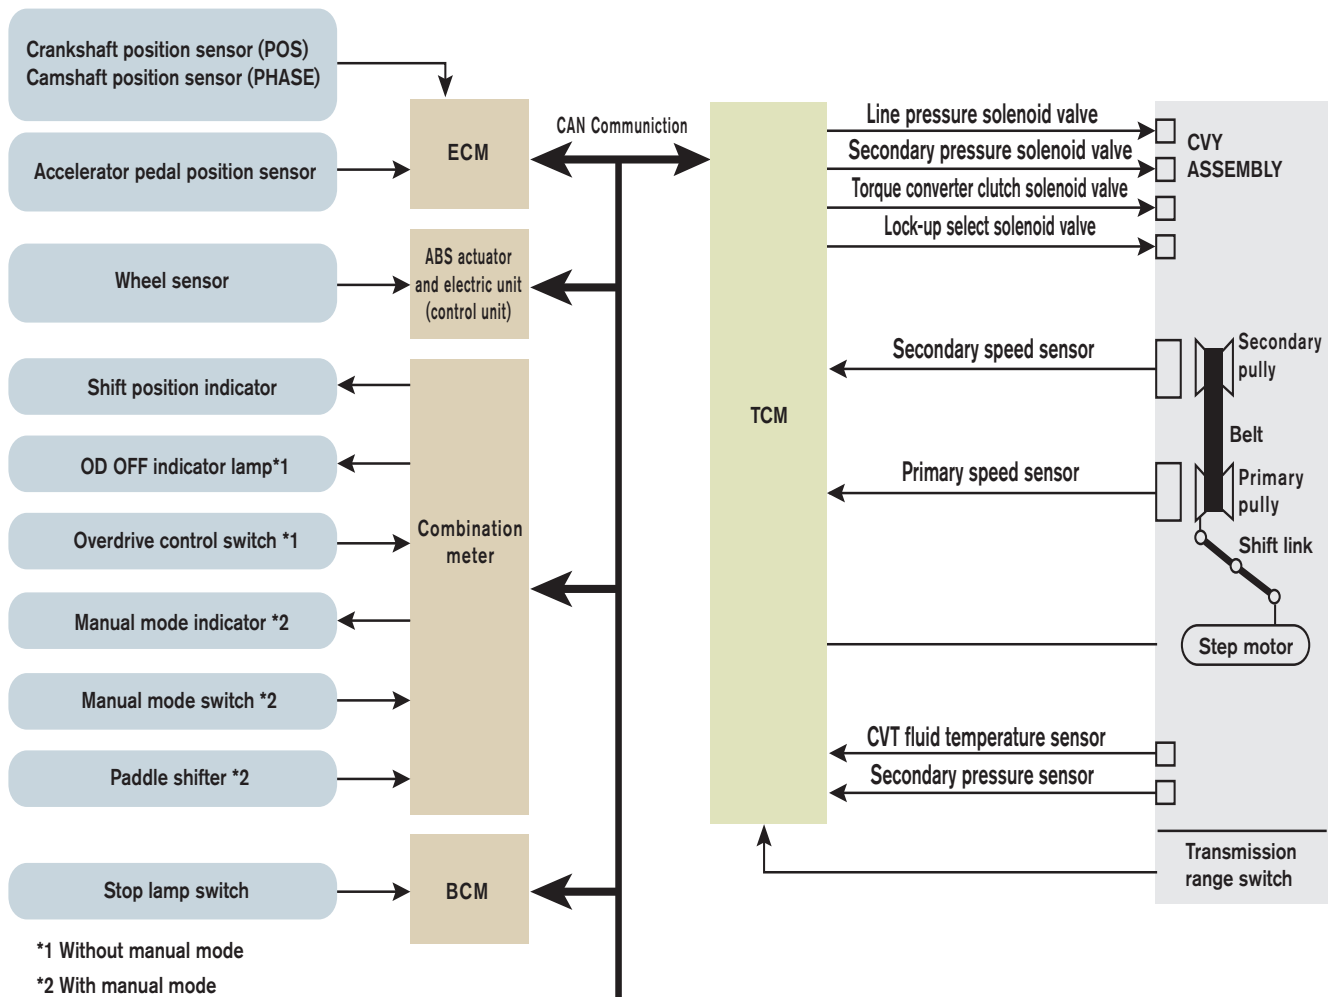 Crankshaft position sensor (POS)
Camshaft position sensor (PHASE)
Accelerator pedal position sensor
Wheel sensor
Shift position indicator
OD OFF indicator lamp*1
Overdrive control switch *1
Manual mode indicator *2
Manual mode switch *2
Paddle shifter *2
Stop lamp switch
*1 Without manual mode
*2 With manual mode
ECM
ABS actuator
and electric unit
(control unit)
Combination
meter
BCM
CAN Communiction
TCM
Line pressure solenoid valve
Secondary pressure solenoid valve
Torque converter clutch solenoid valve
Lock-up select solenoid valve
Secondary speed sensor
Primary speed sensor
CVT fluid temperature sensor
Secondary pressure sensor
CVY
ASSEMBLY
Secondary
pully
Belt
Primary
pully
Shift link
Step motor
Transmission
range switch